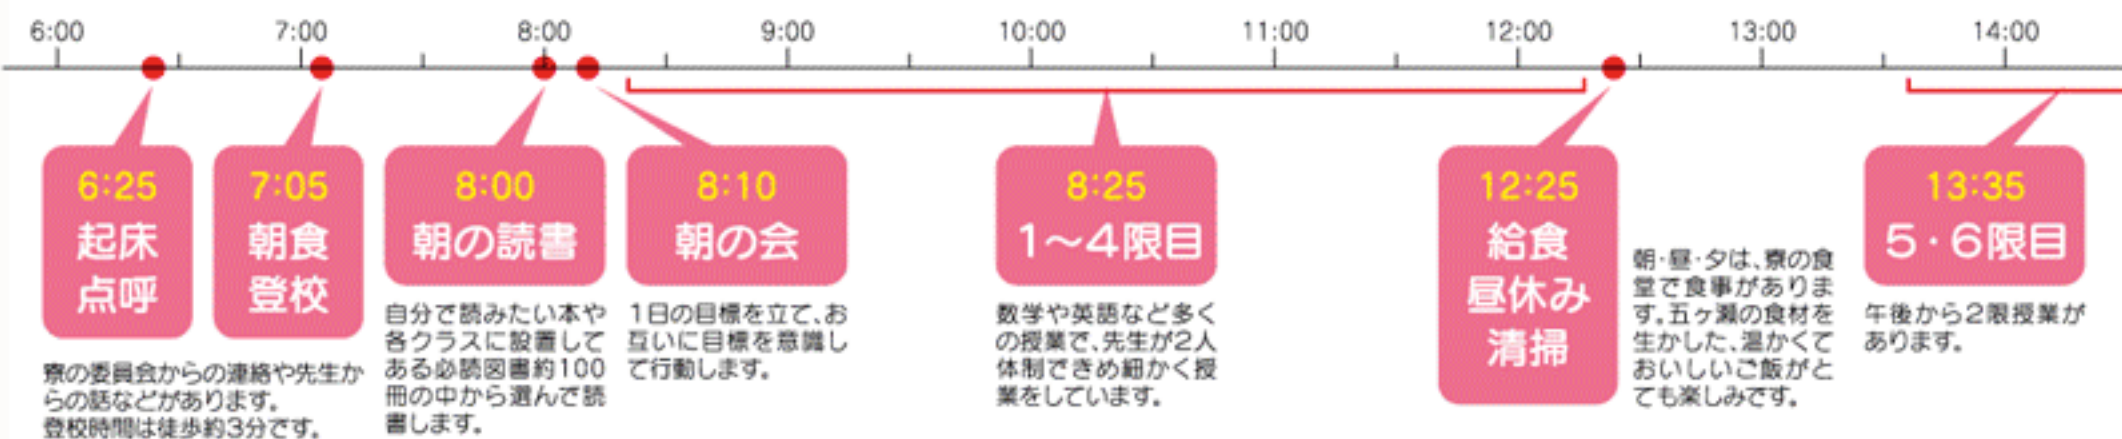 6:00
7:00
8:00
9:00
10:00
11:00
12:00
13:00
14:00
6:25
起床
点呼
7:05
朝食
登校
寮の委員会からの連絡や先生か
らの話などがあります。
登校時間は徒歩約3分です。
8:00
朝の読書
自分で読みたい本や
各クラスに設置して
ある必読図書約100
冊の中から選んで読
書します。
8:10
朝の会
1日の目標を立て、お
互いに目標を意識し
て行動します。
8:25
1～4限目
数学や英語など多く
の授業で、先生が2人
体制できめ細かく授
業をしています。
12:25
給食
昼休み
清掃
朝・昼・夕は、寮の食
堂で食事がありま
す。五ヶ瀬の食材を
生かした、温かくて
おいしいご飯がと
ても楽しみです。
13:35
5・6限目
午後から2限授業が
あります。